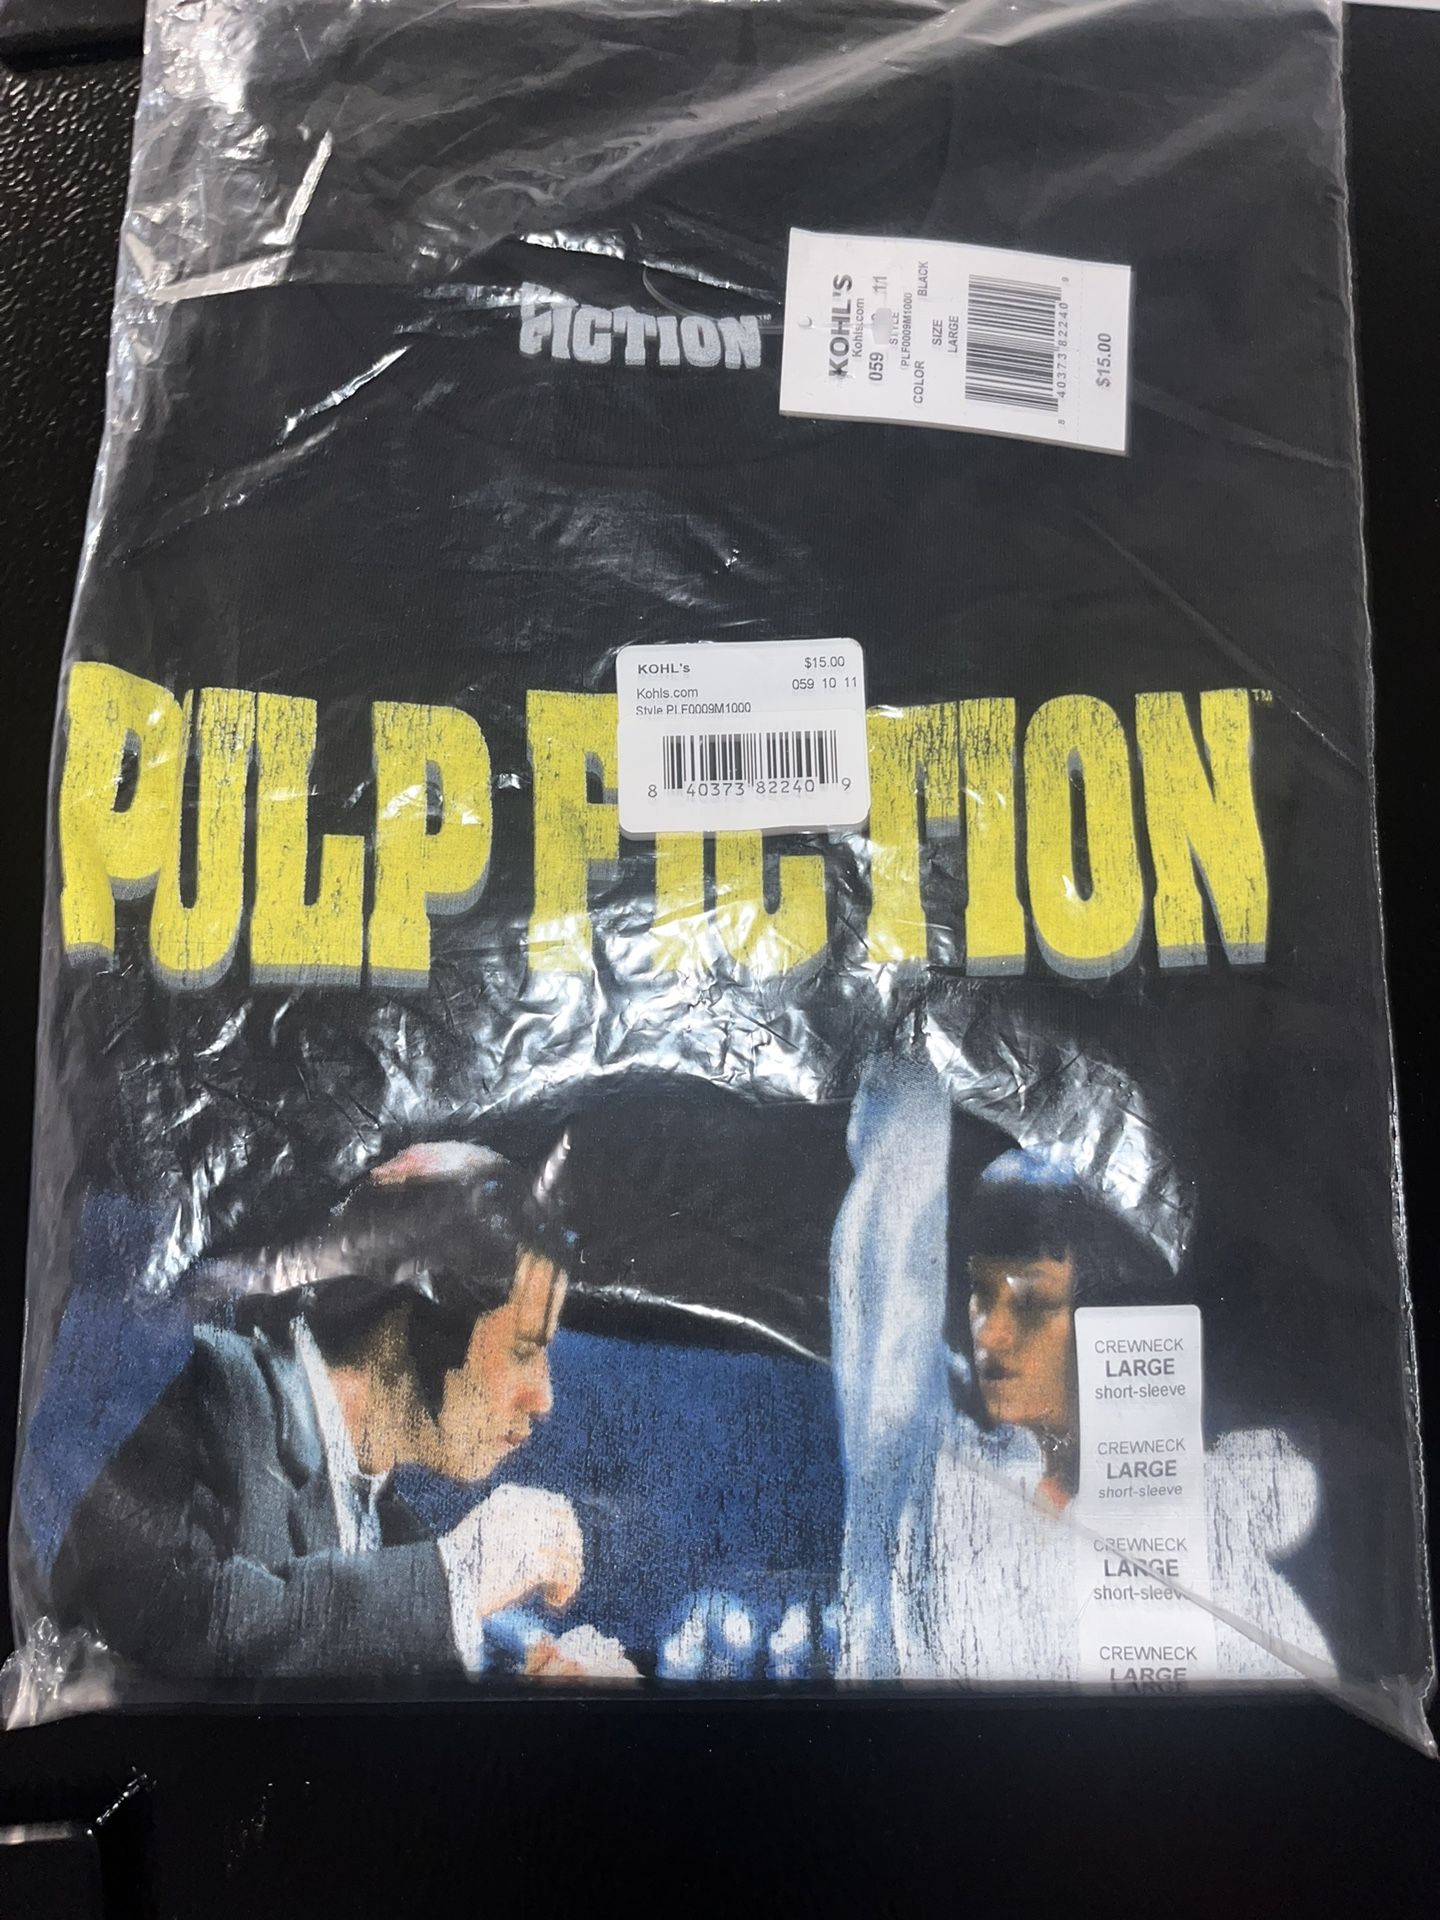 FICTION
KOHL'S
Kohls.com
059 11
STYLE
PLF0009M1000
COLOR BLACK
SIZE
LARGE
8 40373 82240 9
$15.00
KOHL's $15.00
Kohls.com 059 10 11
Style PLF0009M1000
8 40373 82240 9
PULP FICTION™
CREWNECK
LARGE
short-sleeve
CREWNECK
LARGE
short-sleeve
CREWNECK
LARGE
short-sleeve
CREWNECK
LARGE